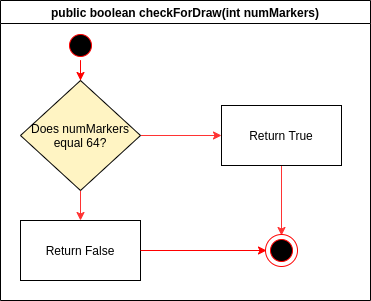 public boolean checkForDraw(int numMarkers)
Does numMarkers
equal 64?
Return True
Return False